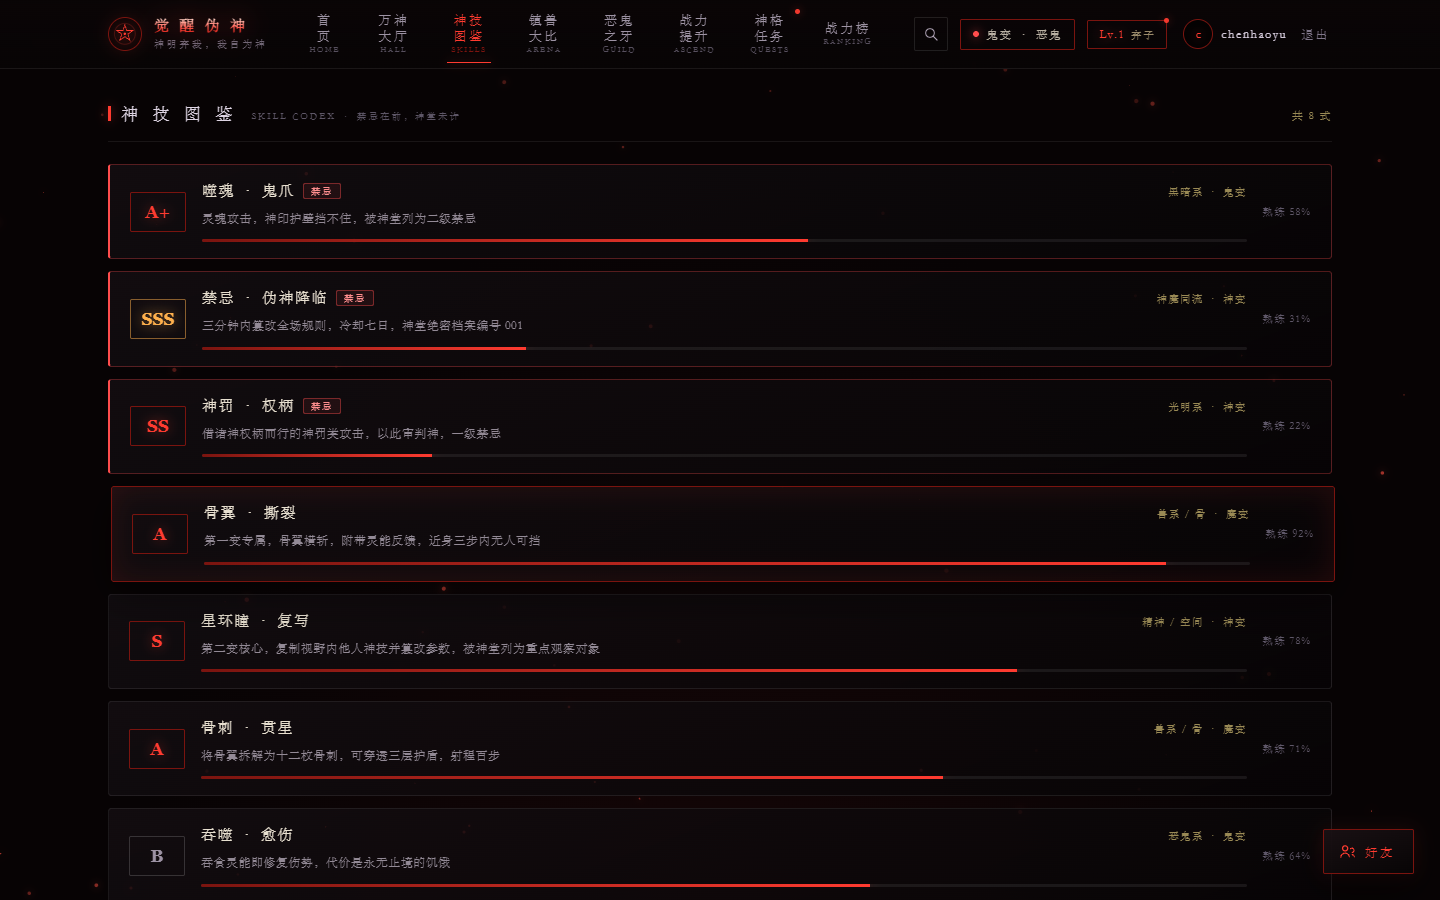 觉醒伪神
神明弃我，我自为神
首页
HOME
万神大厅
HALL
神技图鉴
SKILLS
镇兽大比
ARENA
恶鬼之牙
GUILD
战力提升
ASCEND
神格任务
QUESTS
战力榜
RANKING
鬼变 · 恶鬼
Lv.1 弃子
c
chenhaoyu
退出
神技图鉴
SKILL CODEX · 禁忌在前，神堂未许
共 8 式
A+
噬魂 · 鬼爪
禁忌
灵魂攻击，神印护壁挡不住，被神堂列为二级禁忌
黑暗系 · 鬼变
熟练 58%
SSS
禁忌 · 伪神降临
禁忌
三分钟内篡改全场规则，冷却七日，神堂绝密档案编号 001
神魔同流 · 神变
熟练 31%
SS
神罚 · 权柄
禁忌
借诸神权柄而行的神罚类攻击，以此审判神，一级禁忌
光明系 · 神变
熟练 22%
A
骨翼 · 撕裂
第一变专属，骨翼横斩，附带灵能反馈，近身三步内无人可挡
兽系 / 骨 · 魔变
熟练 92%
S
星环瞳 · 复写
第二变核心，复制视野内他人神技并篡改参数，被神堂列为重点观察对象
精神 / 空间 · 神变
熟练 78%
A
骨刺 · 贯星
将骨翼拆解为十二枚骨刺，可穿透三层护盾，射程百步
兽系 / 骨 · 魔变
熟练 71%
B
吞噬 · 愈伤
吞食灵能即修复伤势，代价是永无止境的饥饿
恶鬼系 · 鬼变
熟练 64%
好友